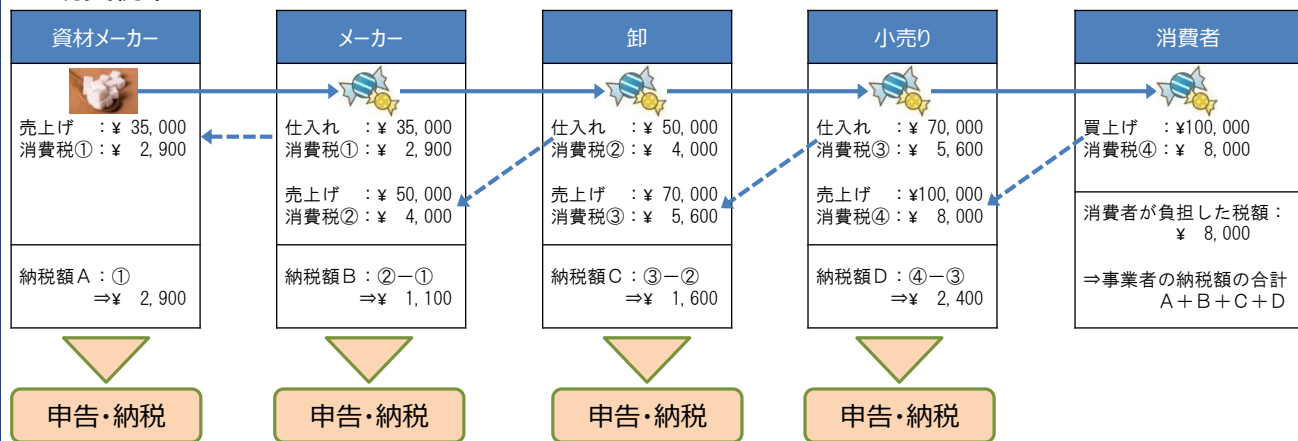 資材メーカー
売上げ ：¥ 35,000
消費税①：¥ 2,900
納税額Ａ：①
⇒¥ 2,900
申告・納税
メーカー
仕入れ ：¥ 35,000
消費税①：¥ 2,900
売上げ ：¥ 50,000
消費税②：¥ 4,000
納税額Ｂ：②－①
⇒¥ 1,100
申告・納税
卸
仕入れ ：¥ 50,000
消費税②：¥ 4,000
売上げ ：¥ 70,000
消費税③：¥ 5,600
納税額Ｃ：③－②
⇒¥ 1,600
申告・納税
小売り
仕入れ ：¥ 70,000
消費税③：¥ 5,600
売上げ ：¥100,000
消費税④：¥ 8,000
納税額Ｄ：④－③
⇒¥ 2,400
申告・納税
消費者
買上げ ：¥100,000
消費税④：¥ 8,000
消費者が負担した税額：
¥ 8,000
⇒事業者の納税額の合計
Ａ＋Ｂ＋Ｃ＋Ｄ